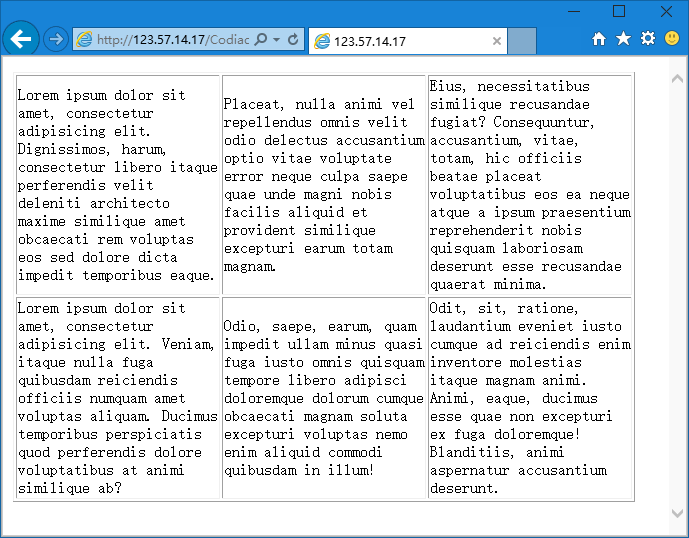 http://123.57.14.17/Codiac
123.57.14.17
Lorem ipsum dolor sit
amet, consectetur
adipisicing elit.
Dignissimos, harum,
consectetur libero itaque
perferendis velit
deleniti architecto
maxime similique amet
obcaecati rem voluptas
eos sed dolore dicta
impedit temporibus eaque.
Placeat, nulla animi vel
repellendus omnis velit
odio delectus accusantium
optio vitae voluptate
error neque culpa saepe
quae unde magni nobis
facilis aliquid et
provident similique
excepturi earum totam
magnam.
Eius, necessitatibus
similique recusandae
fugiat? Consequuntur,
accusantium, vitae,
totam, hic officiis
beatae placeat
voluptatibus eos ea neque
atque a ipsum praesentium
reprehenderit nobis
quisquam laboriosam
deserunt esse recusandae
quaerat minima.
Lorem ipsum dolor sit
amet, consectetur
adipisicing elit. Veniam,
itaque nulla fuga
quibusdam reiciendis
officiis numquam amet
voluptas aliquam. Ducimus
temporibus perspiciatis
quod perferendis dolore
voluptatibus at animi
similique ab?
Odio, saepe, earum, quam
impedit ullam minus quasi
fuga iusto omnis quisquam
tempore libero adipisci
doloremque dolorum cumque
obcaecati magnam soluta
excepturi voluptas nemo
enim aliquid commodi
quibusdam in illum!
Odit, sit, ratione,
laudantium eveniet iusto
cumque ad reiciendis enim
inventore molestias
itaque magnam animi.
Animi, eaque, ducimus
esse quae non excepturi
ex fuga doloremque!
Blanditiis, animi
aspernatur accusantium
deserunt.